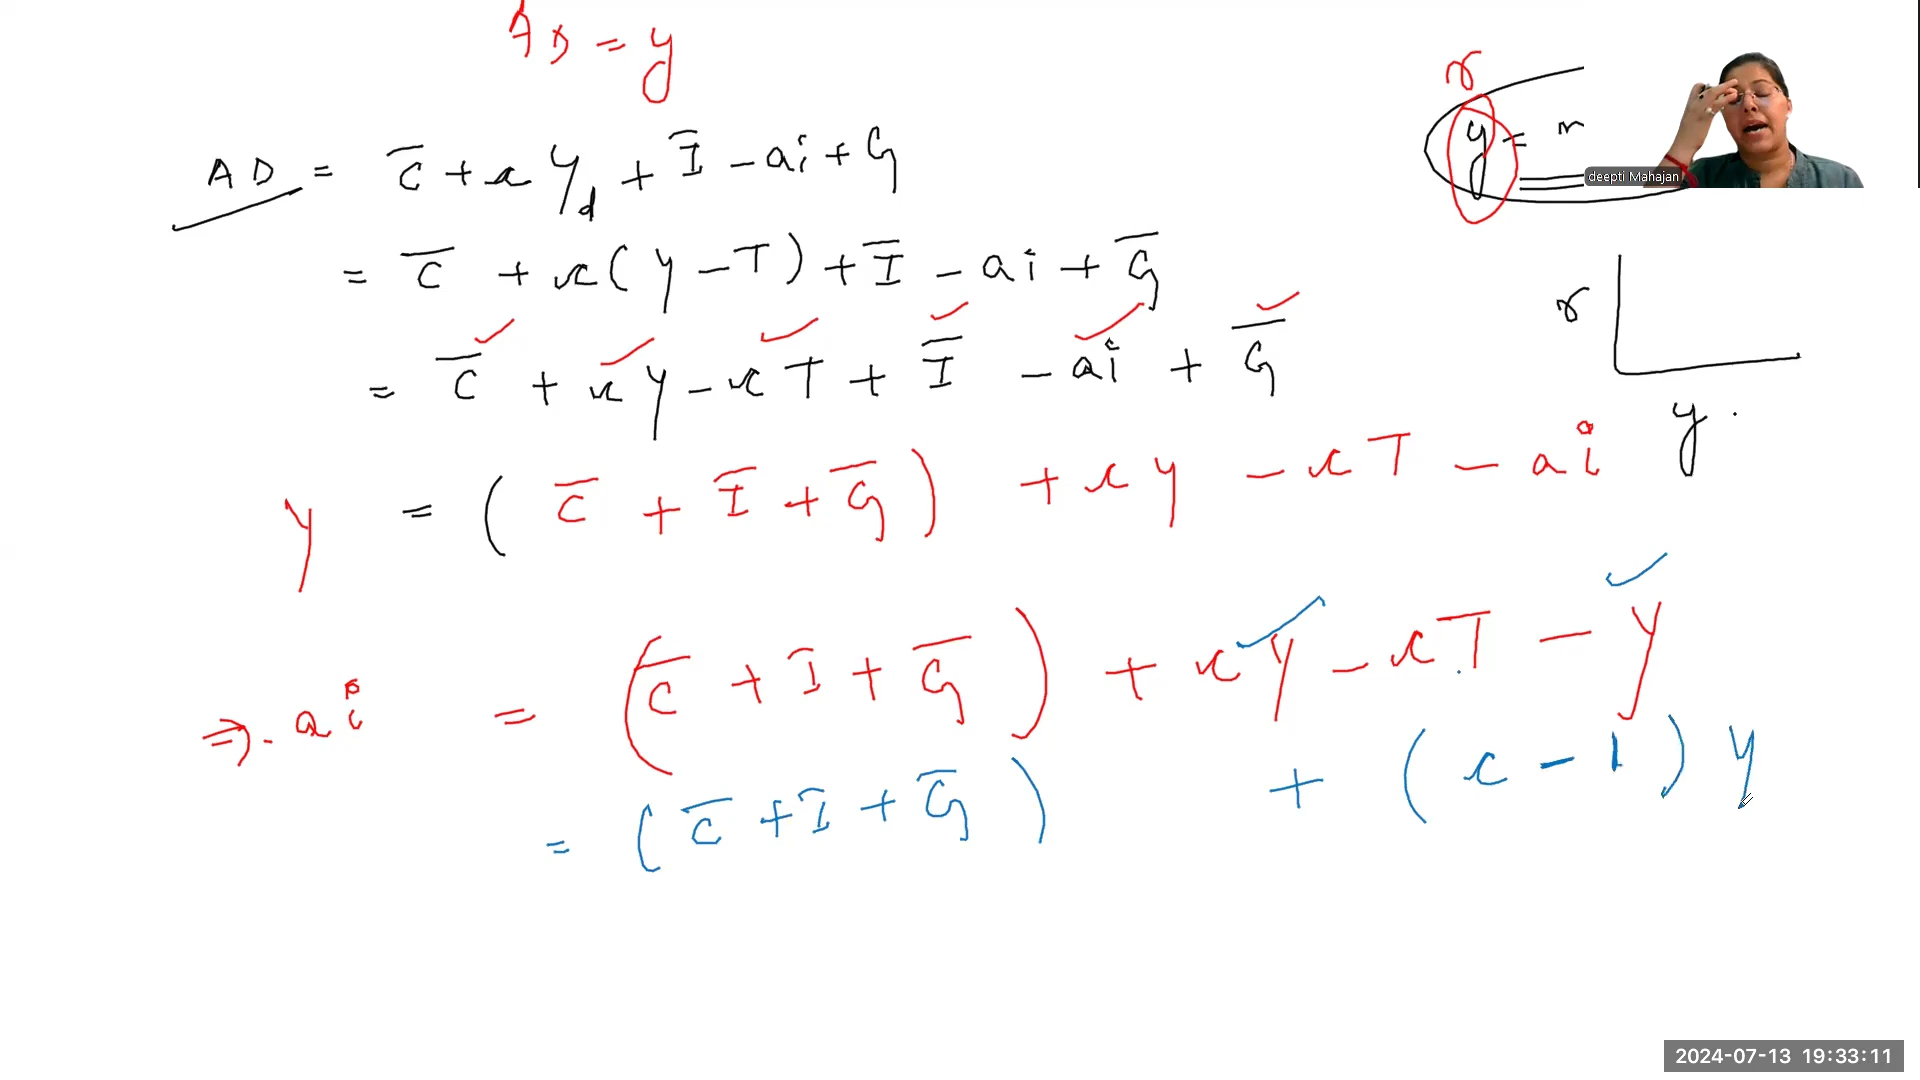 AD = y
r
AD = C̅ + c Yd + I̅ - ai + G
y = m
deepti Mahajan
= C̅ + c(Y - T) + I̅ - ai + G̅
r
= C̅ + cY - cT + I̅ - ai + G̅
y
Y = (C̅ + I̅ + G̅) + cY - cT - ai
⇒ ai = (C̅ + I̅ + G̅) + cY - cT - Y
= (C̅ + I̅ + G̅) + (c - 1) Y
2024-07-13 19:33:11